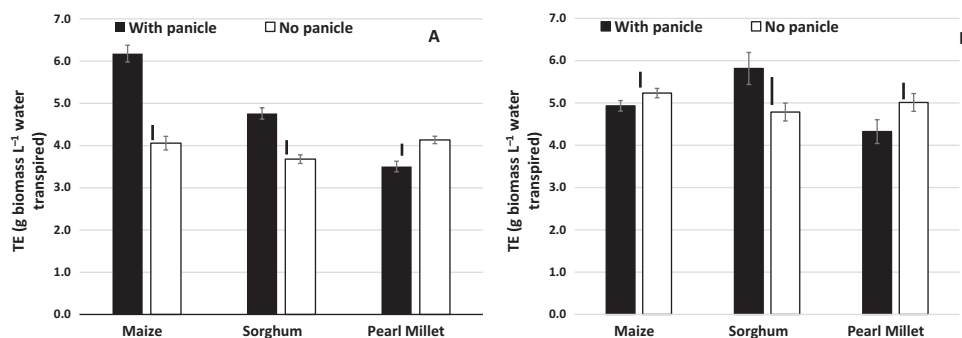 With panicle No panicle A
7.0
6.0
5.0
4.0
3.0
2.0
1.0
0.0
TE (g biomass L⁻¹ water
transpired)
Maize Sorghum Pearl Millet
With panicle No panicle
7.0
6.0
5.0
4.0
3.0
2.0
1.0
0.0
TE (g biomass L⁻¹ water
transpired)
Maize Sorghum Pearl Millet